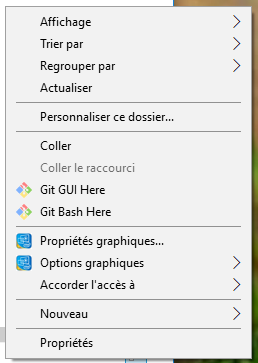 Affichage
Trier par
Regrouper par
Actualiser
Personnaliser ce dossier...
Coller
Coller le raccourci
Git GUI Here
Git Bash Here
Propriétés graphiques...
Options graphiques
Accorder l'accès à
Nouveau
Propriétés